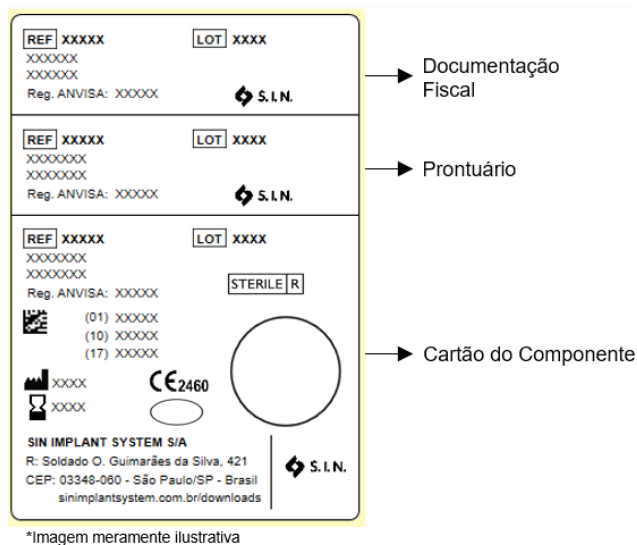 REF XXXXX LOT XXXX
XXXXXX
XXXXXX
Reg. ANVISA: XXXXX S.I.N.
Documentação
Fiscal
REF XXXXX LOT XXXX
XXXXXXX
XXXXXXX
Reg. ANVISA: XXXXX S.I.N.
Prontuário
REF XXXXX LOT XXXX
XXXXXXX
XXXXXXX
Reg. ANVISA: XXXXX
STERILE R
(01) XXXXX
(10) XXXXX
(17) XXXXX
XXXX
CE2460
XXXX
Cartão do Componente
SIN IMPLANT SYSTEM S/A
R: Soldado O. Guimarães da Silva, 421
CEP: 03348-060 - São Paulo/SP - Brasil
sinimplantsystem.com.br/downloads
S.I.N.
*Imagem meramente ilustrativa